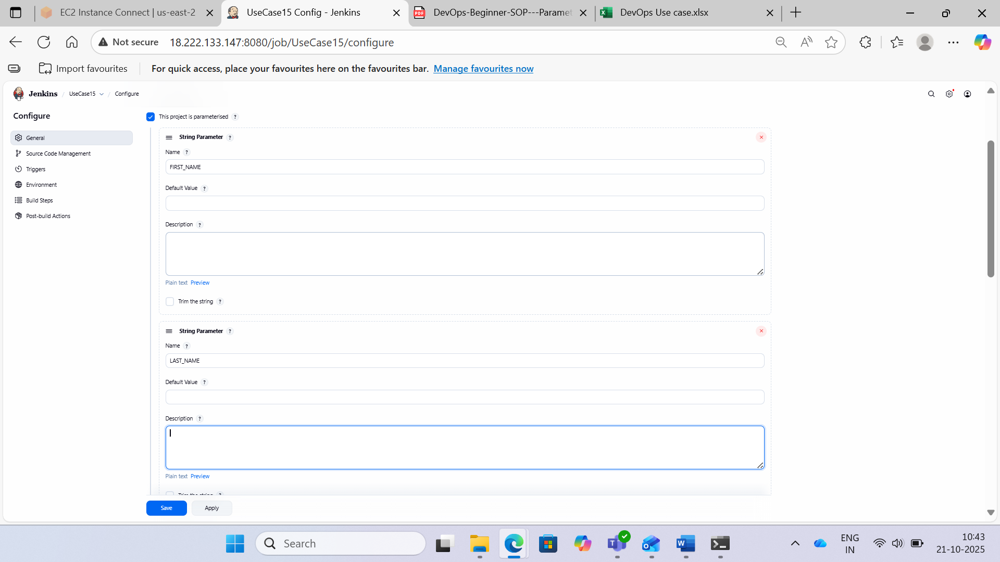 EC2 Instance Connect | us-east-2
UseCase15 Config - Jenkins
DevOps-Beginner-SOP---Paramet
DevOps Use case.xlsx
Not secure
18.222.133.147:8080/job/UseCase15/configure
Import favourites
For quick access, place your favourites here on the favourites bar. Manage favourites now
Jenkins / UseCase15 / Configure
Configure
General
Source Code Management
Triggers
Environment
Build Steps
Post-build Actions
This project is parameterised ?
String Parameter ?
Name ?
FIRST_NAME
Default Value ?
Description ?
Plain text Preview
Trim the string ?
String Parameter ?
Name ?
LAST_NAME
Default Value ?
Description ?
Plain text Preview
Trim the string ?
Save
Apply
Search
ENG
IN
10:43
21-10-2025